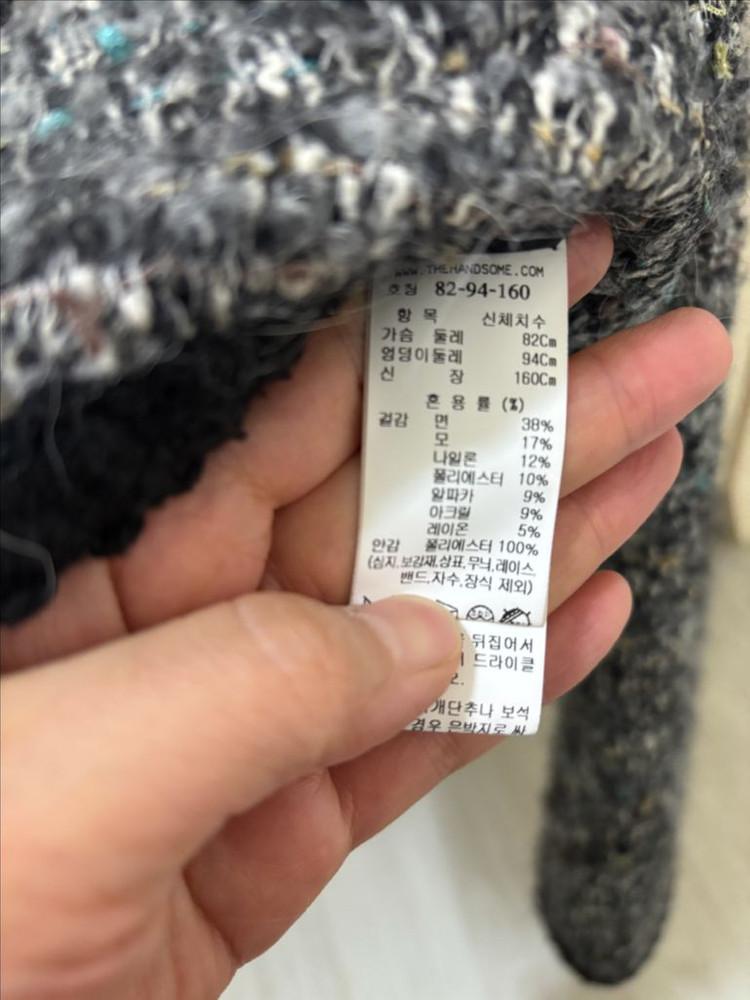 WWW.THEHANDSOME.COM
호칭 82-94-160
항 목 신체치수
가슴 둘레 82Cm
엉덩이둘레 94Cm
신 장 160Cm
혼 용 률 (%)
겉감 면 38%
모 17%
나일론 12%
폴리에스터 10%
알파카 9%
아크릴 9%
레이온 5%
안감 폴리에스터 100%
(심지,보강재,상표,무늬,레이스
밴드,자수,장식 제외)
뒤집어서
드라이클
단추나 보석
경우 은박지로 싸